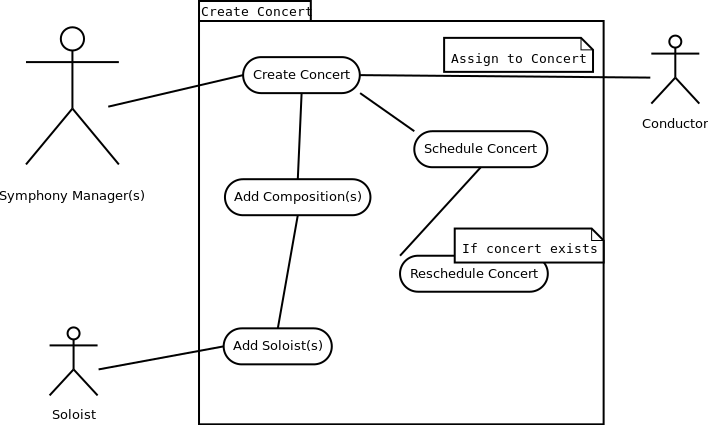 Create Concert
Assign to Concert
Create Concert
Conductor
Schedule Concert
Symphony Manager(s)
Add Composition(s)
If concert exists
Reschedule Concert
Add Soloist(s)
Soloist